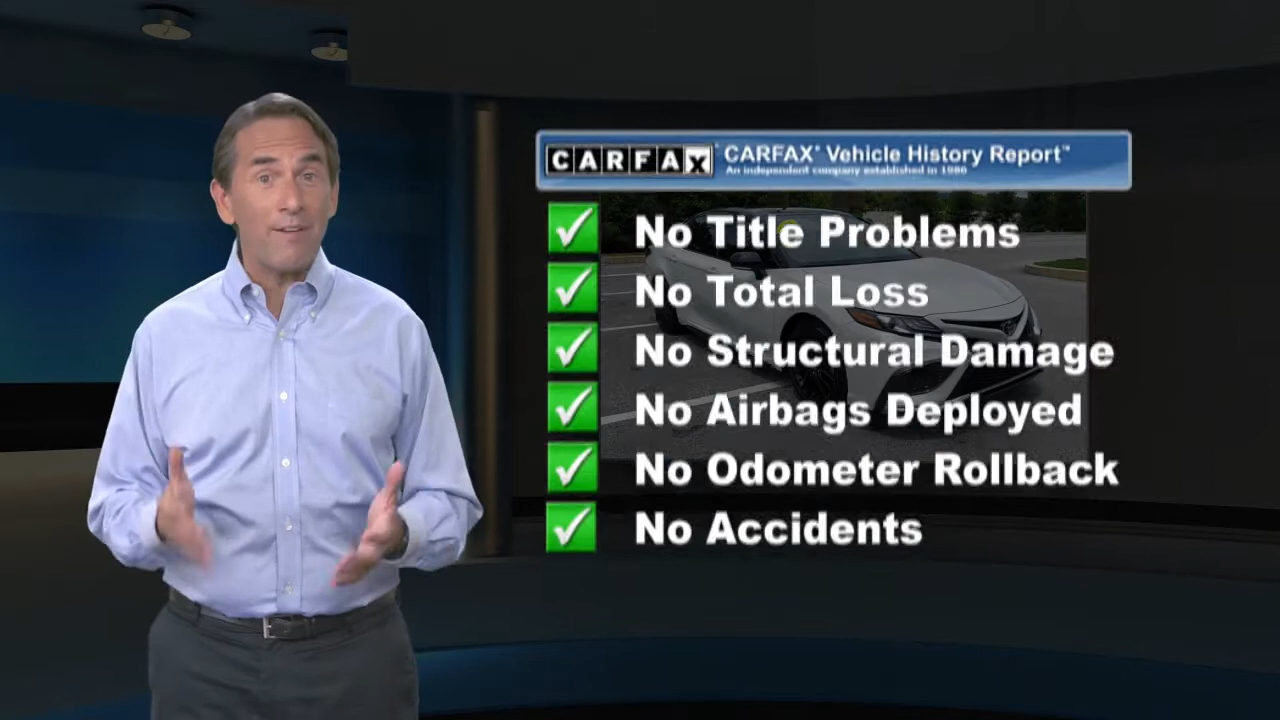 CARFAX CARFAX® Vehicle History Report™
An independent company established in 1986
No Title Problems
No Total Loss
No Structural Damage
No Airbags Deployed
No Odometer Rollback
No Accidents